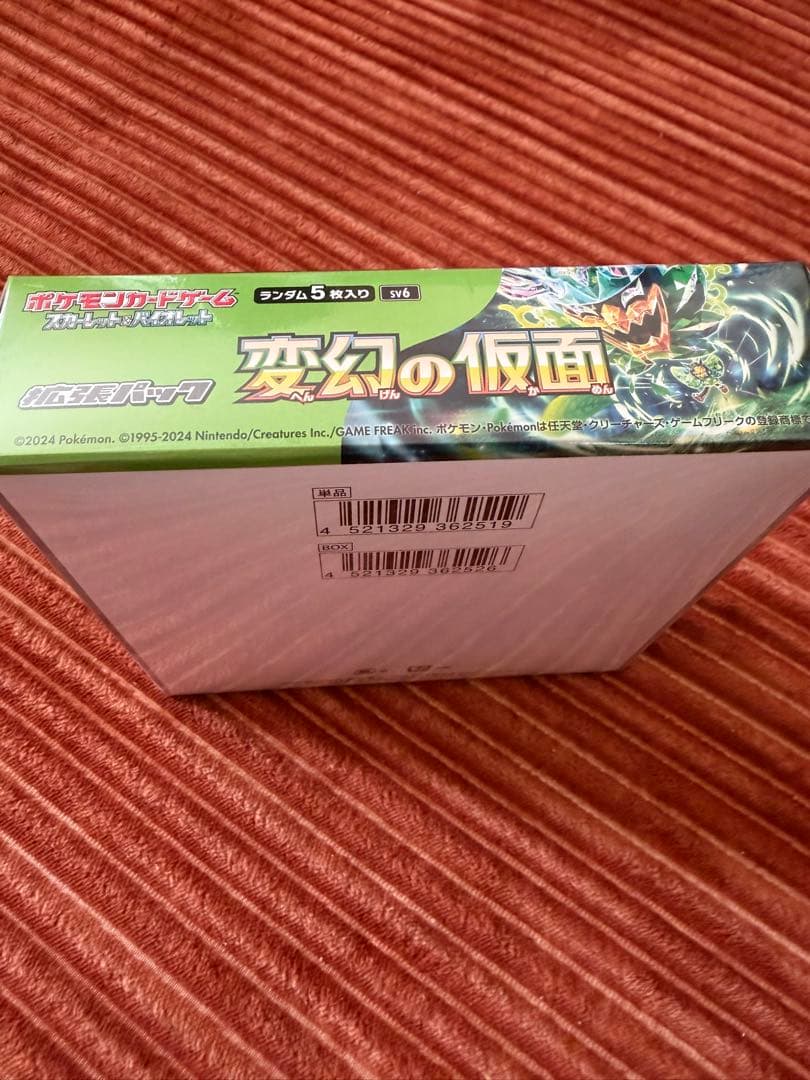 ポケモンカードゲーム
スカーレット&バイオレット
ランダム5枚入り SV6
拡張パック
変幻の仮面
へん げん か めん
©2024 Pokémon. ©1995-2024 Nintendo/Creatures Inc./GAME FREAK inc. ポケモン・Pokémonは任天堂・クリーチャーズ・ゲームフリークの登録商標で
単品
4 521329 362519
BOX
4 521329 362526